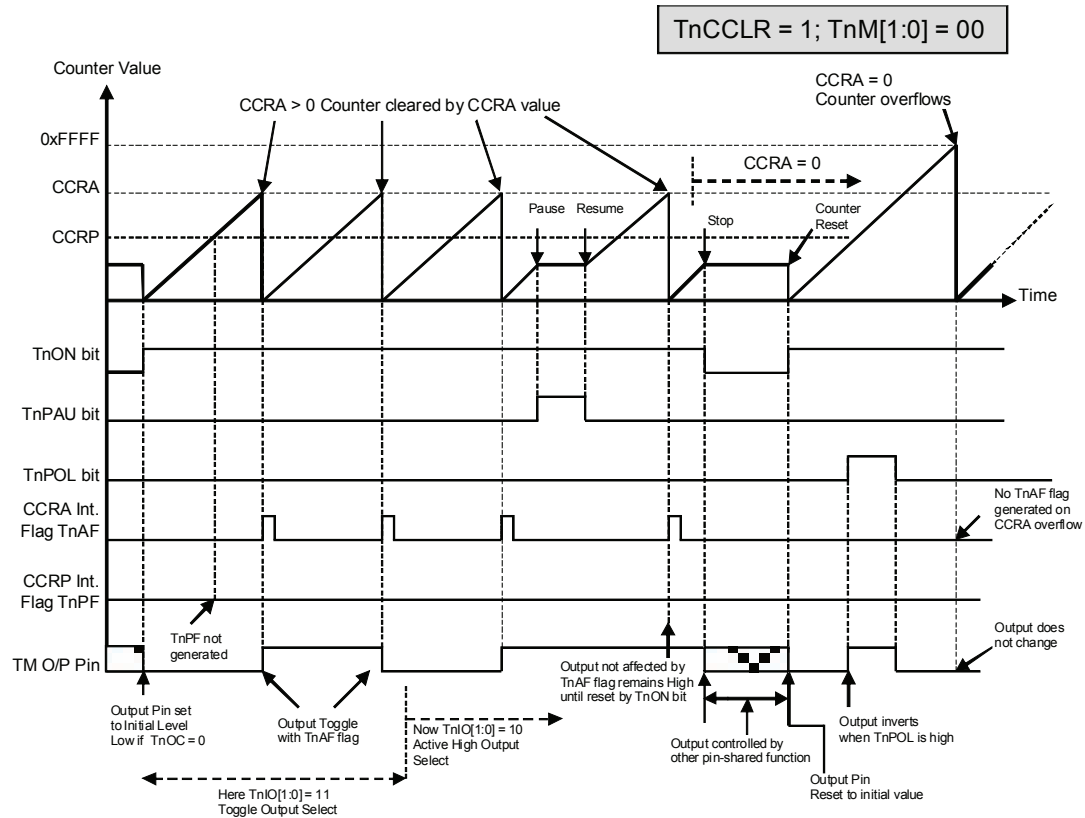 TnCCLR = 1; TnM[1:0] = 00
Counter Value
CCRA > 0 Counter cleared by CCRA value
CCRA = 0
Counter overflows
0xFFFF
CCRA = 0
CCRA
Pause
Resume
Stop
Counter
Reset
CCRP
Time
TnON bit
TnPAU bit
TnPOL bit
No TnAF flag
generated on
CCRA overflow
CCRA Int.
Flag TnAF
CCRP Int.
Flag TnPF
TnPF not
generated
Output does
not change
TM O/P Pin
Output not affected by
TnAF flag remains High
until reset by TnON bit
Output Pin set
to Initial Level
Low if TnOC = 0
Output Toggle
with TnAF flag
Now TnIO[1:0] = 10
Active High Output
Select
Output inverts
when TnPOL is high
Output controlled by
other pin-shared function
Output Pin
Reset to initial value
Here TnIO[1:0] = 11
Toggle Output Select